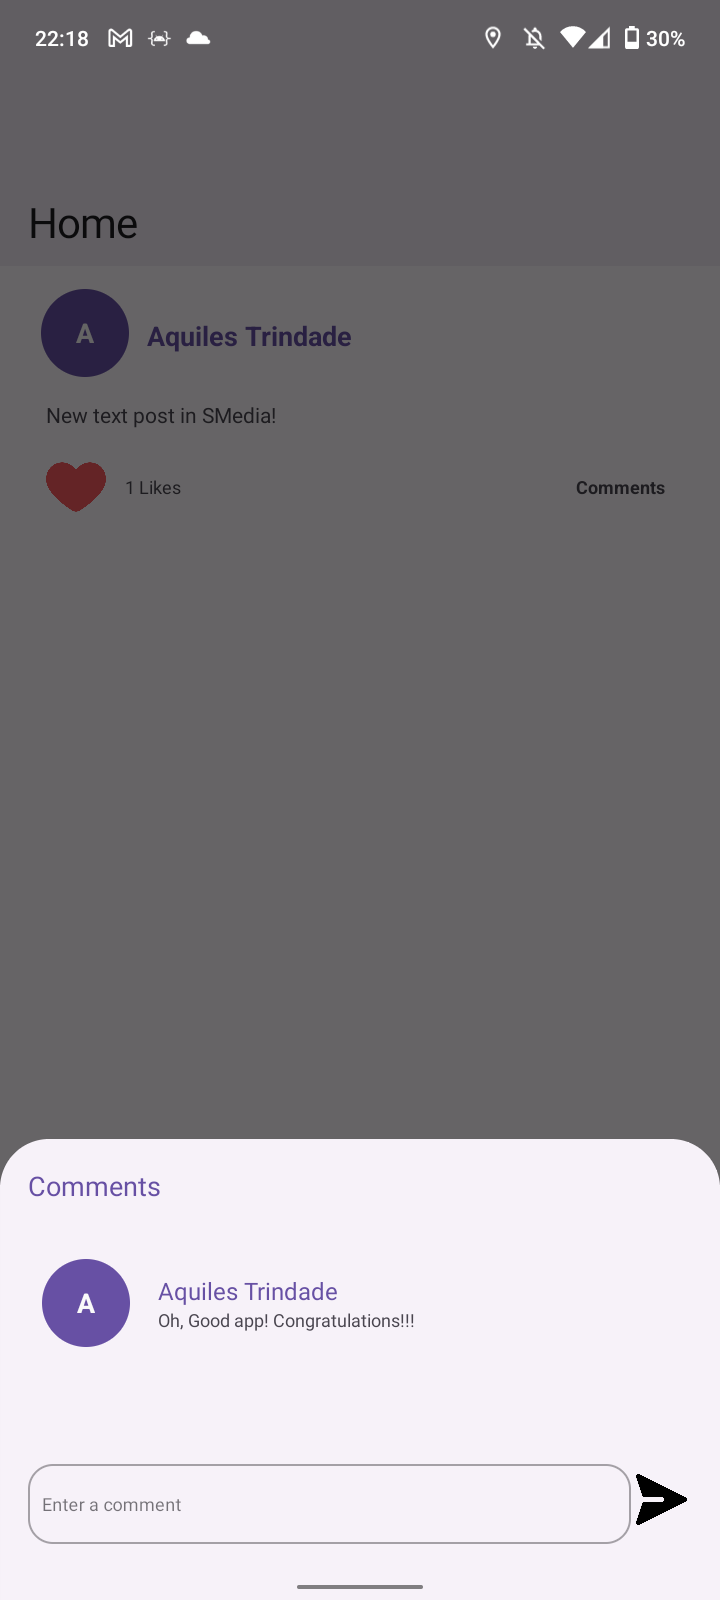 22:18
30%
Home
A
Aquiles Trindade
New text post in SMedia!
1 Likes
Comments
Comments
A
Aquiles Trindade
Oh, Good app! Congratulations!!!
Enter a comment